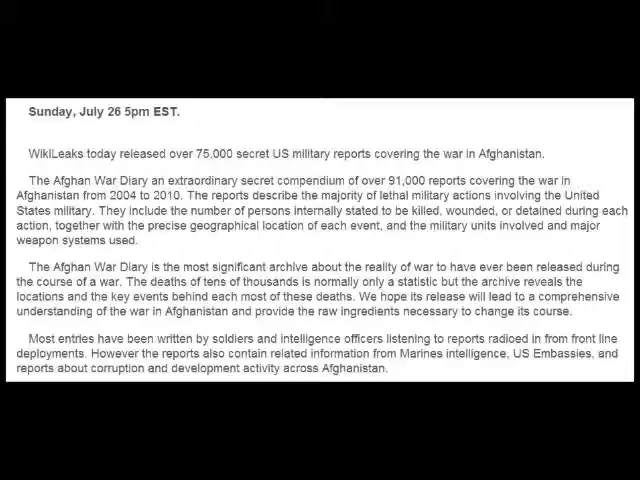 Sunday, July 26 5pm EST.
WikiLeaks today released over 75,000 secret US military reports covering the war in Afghanistan.
The Afghan War Diary an extraordinary secret compendium of over 91,000 reports covering the war in
Afghanistan from 2004 to 2010. The reports describe the majority of lethal military actions involving the United
States military. They include the number of persons internally stated to be killed, wounded, or detained during each
action, together with the precise geographical location of each event, and the military units involved and major
weapon systems used.
The Afghan War Diary is the most significant archive about the reality of war to have ever been released during
the course of a war. The deaths of tens of thousands is normally only a statistic but the archive reveals the
locations and the key events behind each most of these deaths. We hope its release will lead to a comprehensive
understanding of the war in Afghanistan and provide the raw ingredients necessary to change its course.
Most entries have been written by soldiers and intelligence officers listening to reports radioed in from front line
deployments. However the reports also contain related information from Marines intelligence, US Embassies, and
reports about corruption and development activity across Afghanistan.